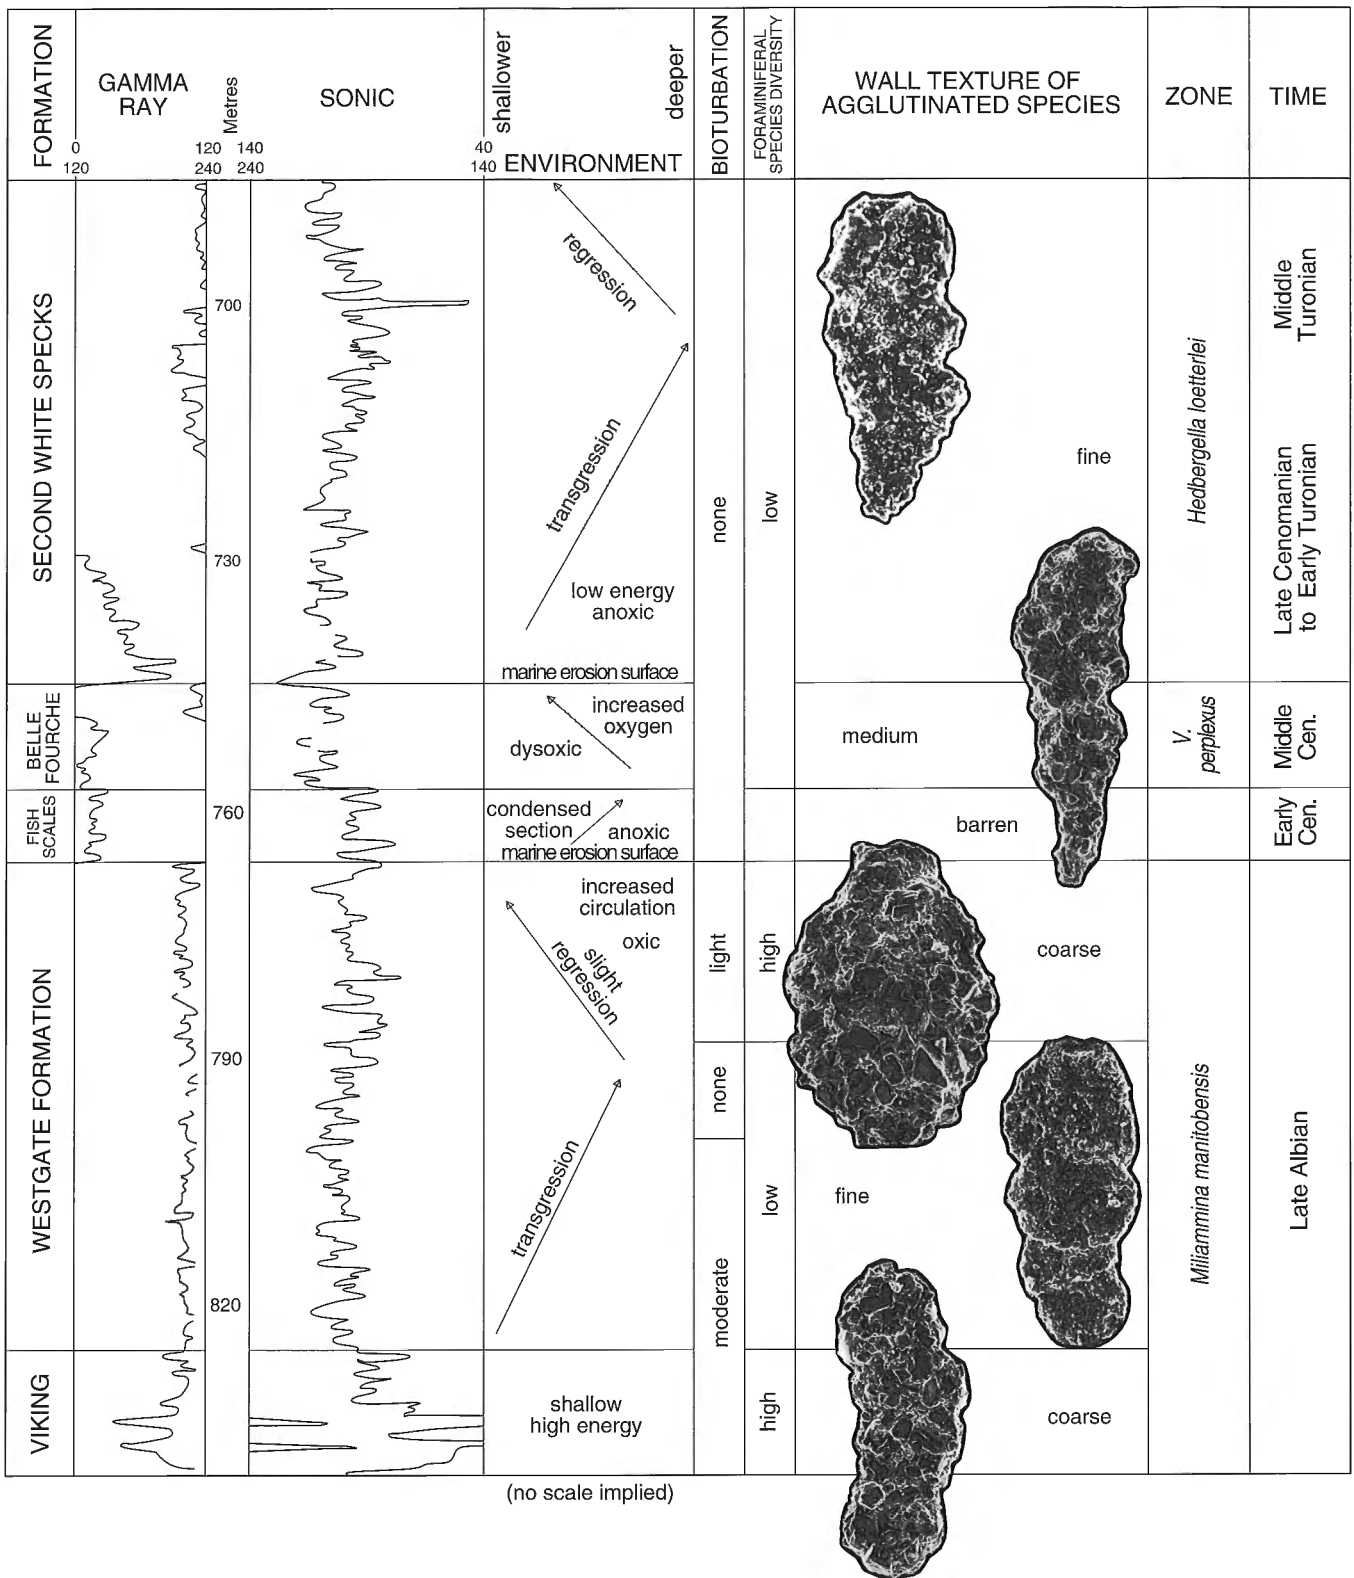 FORMATION
GAMMA
RAY
Metres
SONIC
shallower
deeper
ENVIRONMENT
BIOTURBATION
FORAMINIFERAL
SPECIES DIVERSITY
WALL TEXTURE OF
AGGLUTINATED SPECIES
ZONE
TIME
0
120
120
240
140
240
40
140
SECOND WHITE SPECKS
700
730
regression
transgression
low energy
anoxic
marine erosion surface
none
low
fine
Hedbergella loetterlei
Middle
Turonian
Late Cenomanian
to Early Turonian
BELLE
FOURCHE
increased
oxygen
dysoxic
medium
V.
perplexus
Middle
Cen.
FISH
SCALES
760
condensed
section
anoxic
marine erosion surface
barren
Early
Cen.
WESTGATE FORMATION
790
820
increased
circulation
oxic
slight
regression
transgression
light
none
moderate
high
low
coarse
fine
Miliammina manitobensis
Late Albian
VIKING
shallow
high energy
high
coarse
(no scale implied)